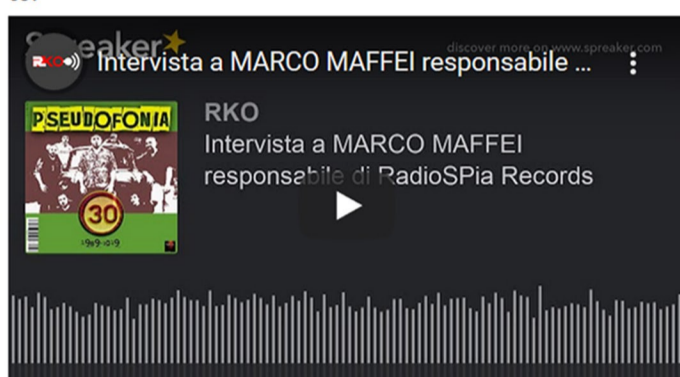 Spreaker
discover more on www.spreaker.com
RKO
Intervista a MARCO MAFFEI responsabile ...
PSEUDOFONIA
30
RKO
Intervista a MARCO MAFFEI
responsabile di RadioSPia Records